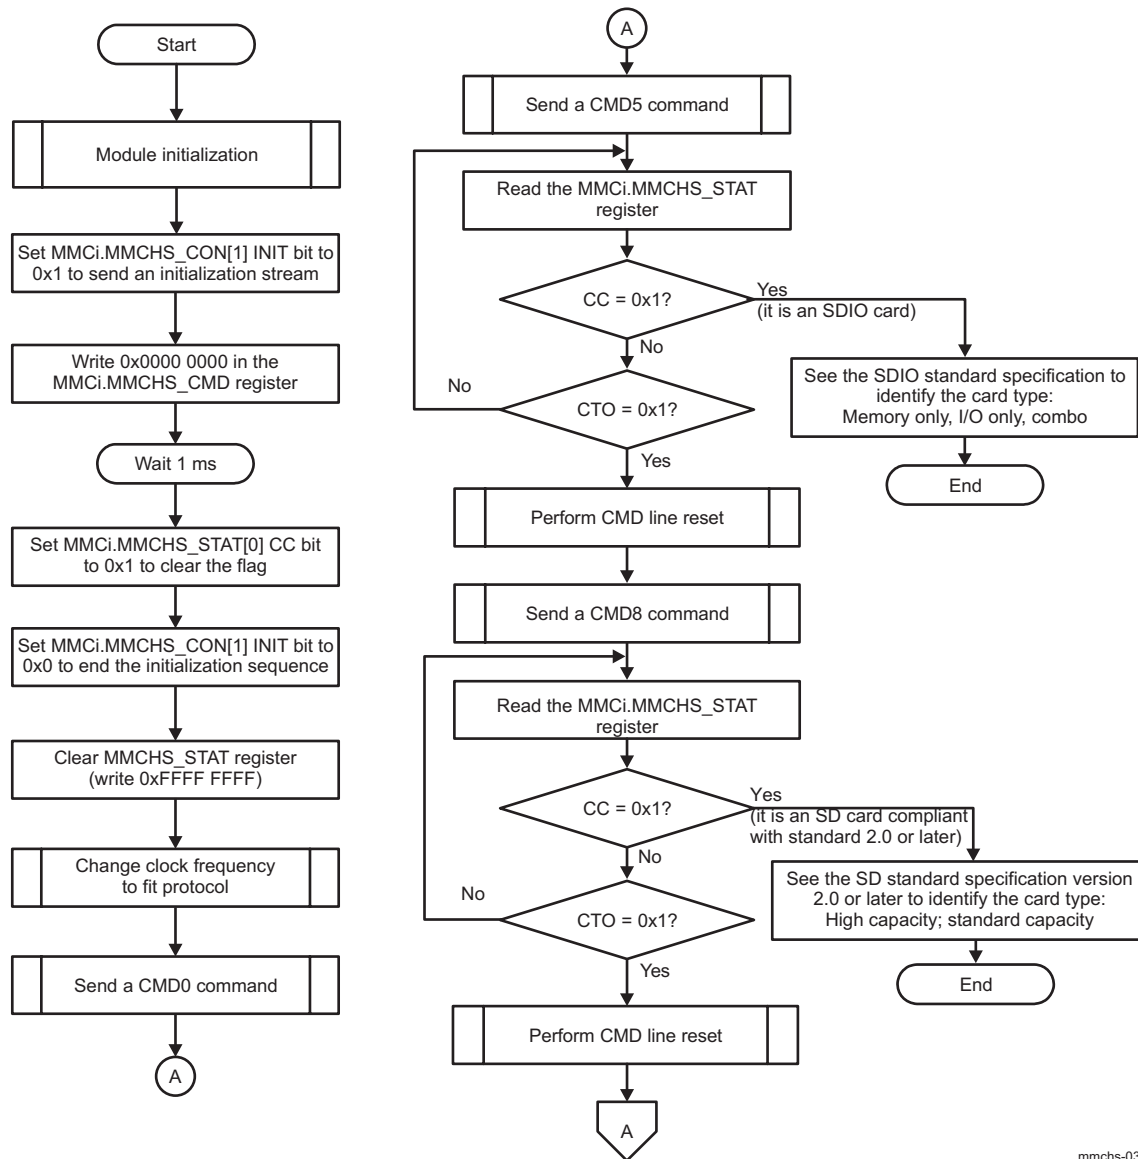 Start
Module initialization
Set MMCi.MMCHS_CON[1] INIT bit to
0x1 to send an initialization stream
Write 0x0000 0000 in the
MMCi.MMCHS_CMD register
Wait 1 ms
Set MMCi.MMCHS_STAT[0] CC bit
to 0x1 to clear the flag
Set MMCi.MMCHS_CON[1] INIT bit to
0x0 to end the initialization sequence
Clear MMCHS_STAT register
(write 0xFFFF FFFF)
Change clock frequency
to fit protocol
Send a CMD0 command
A
A
Send a CMD5 command
Read the MMCi.MMCHS_STAT
register
CC = 0x1?
Yes
(it is an SDIO card)
No
See the SDIO standard specification to
identify the card type:
Memory only, I/O only, combo
End
No
CTO = 0x1?
Yes
Perform CMD line reset
Send a CMD8 command
Read the MMCi.MMCHS_STAT
register
CC = 0x1?
Yes
(it is an SD card compliant
with standard 2.0 or later)
No
See the SD standard specification version
2.0 or later to identify the card type:
High capacity; standard capacity
End
No
CTO = 0x1?
Yes
Perform CMD line reset
A